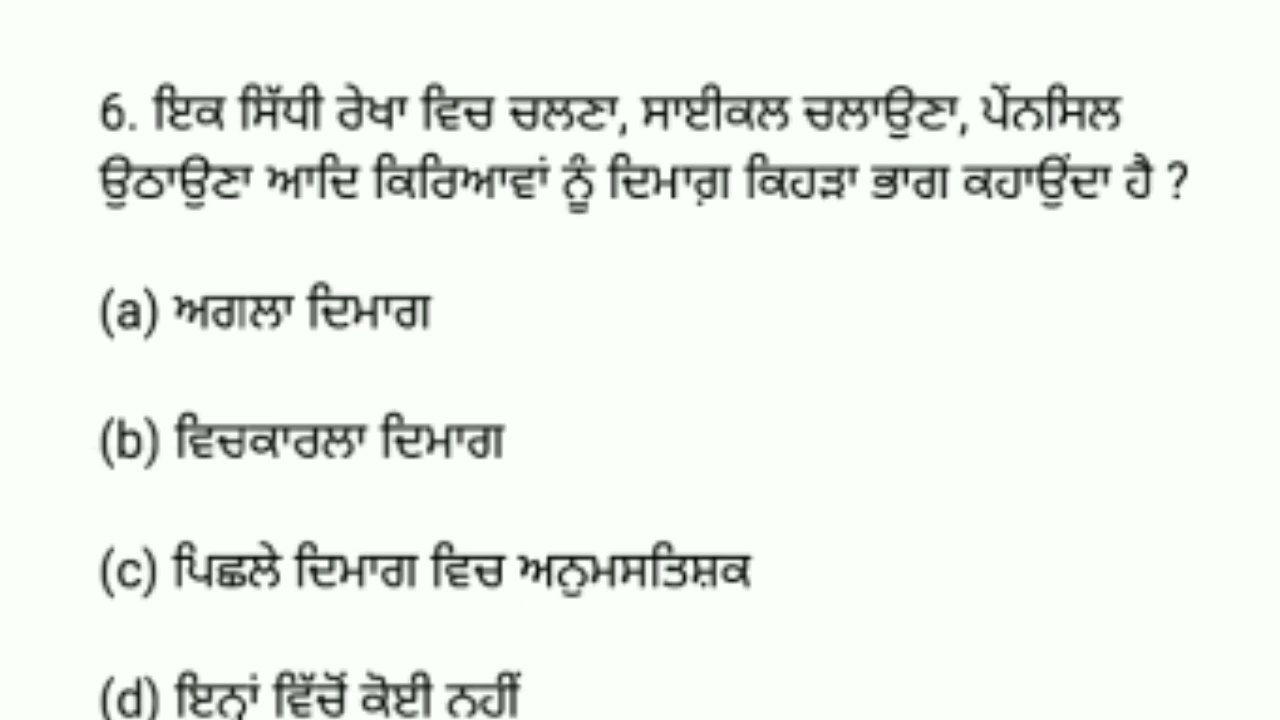 6. ਇਕ ਸਿੱਧੀ ਰੇਖਾ ਵਿਚ ਚਲਣਾ, ਸਾਈਕਲ ਚਲਾਉਣਾ, ਪੇੱਨਸਿਲ
ਉਠਾਉਣਾ ਆਦਿ ਕਿਰਿਆਵਾਂ ਨੂੰ ਦਿਮਾਗ਼ ਕਿਹੜਾ ਭਾਗ ਕਹਾਉਂਦਾ ਹੈ ?
(a) ਅਗਲਾ ਦਿਮਾਗ
(b) ਵਿਚਕਾਰਲਾ ਦਿਮਾਗ
(c) ਪਿਛਲੇ ਦਿਮਾਗ ਵਿਚ ਅਨੁਮਸਤਿਸ਼ਕ
(d) ਇਨ੍ਹਾਂ ਵਿੱਚੋਂ ਕੋਈ ਨਹੀਂ